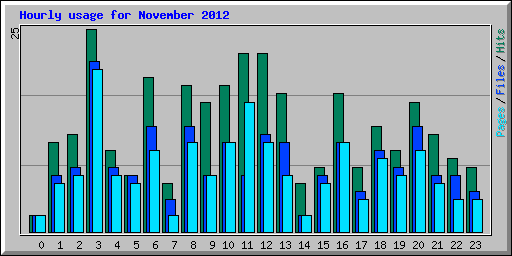 Hourly usage for November 2012
25
Pages/Files/Hits
0 1 2 3 4 5 6 7 8 9 10 11 12 13 14 15 16 17 18 19 20 21 22 23